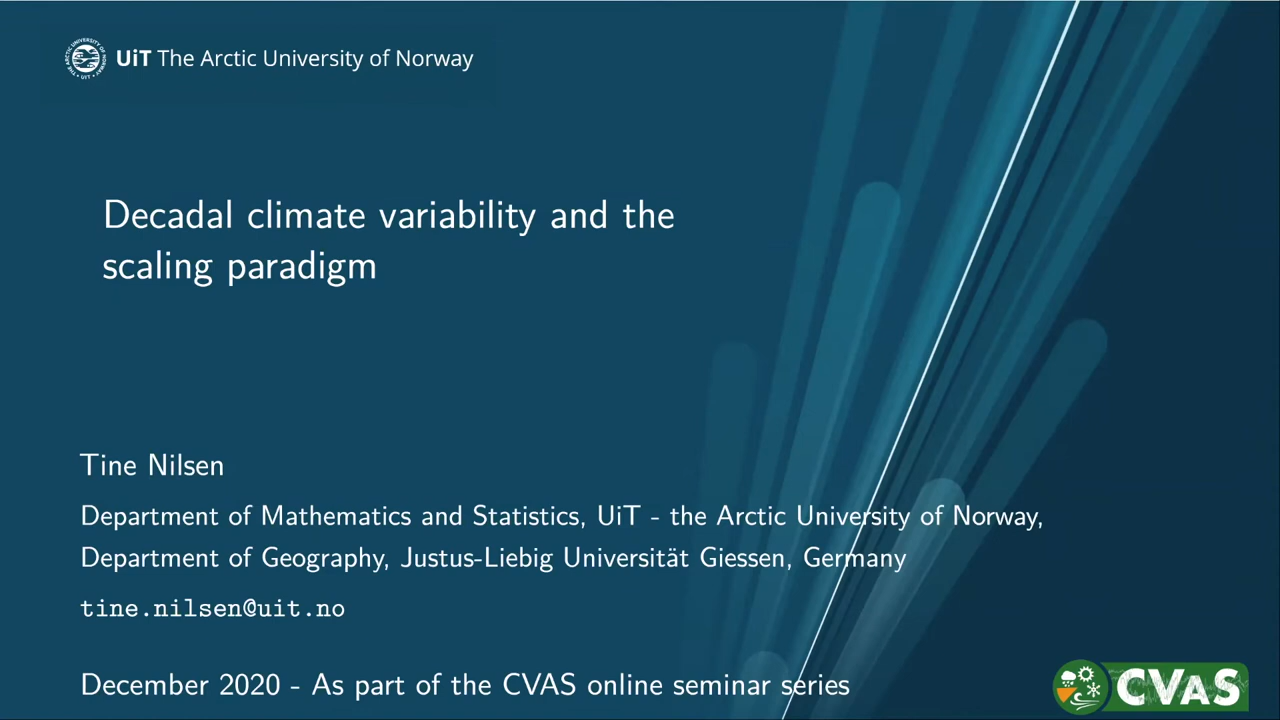 UiT The Arctic University of Norway
Decadal climate variability and the
scaling paradigm
Tine Nilsen
Department of Mathematics and Statistics, UiT - the Arctic University of Norway,
Department of Geography, Justus-Liebig Universität Giessen, Germany
tine.nilsen@uit.no
December 2020 - As part of the CVAS online seminar series
CVAS